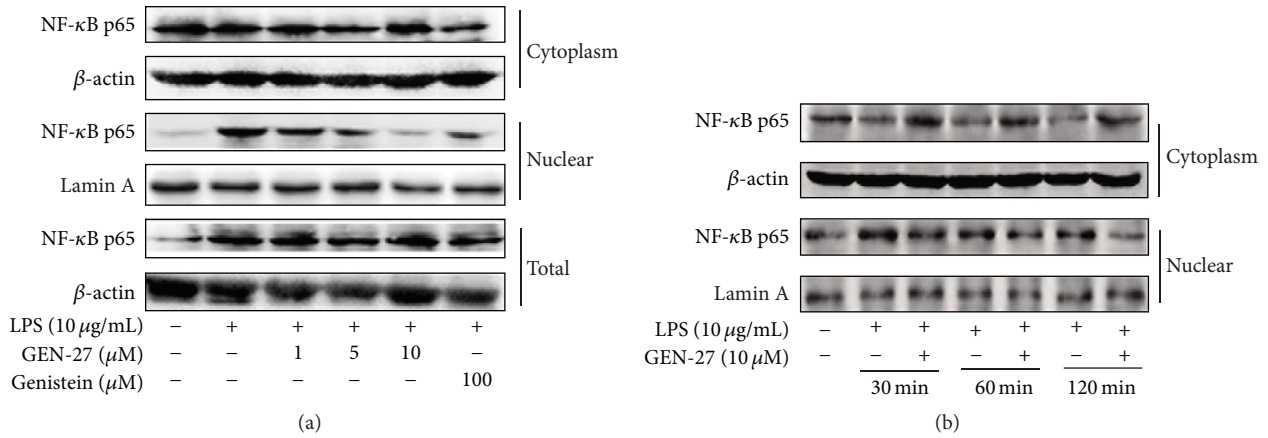 NF-κB p65
Cytoplasm
β-actin
NF-κB p65
Nuclear
Lamin A
NF-κB p65
Total
β-actin
LPS (10 μg/mL) − + + + + +
GEN-27 (μM) − − 1 5 10 −
Genistein (μM) − − − − − 100
(a)
NF-κB p65
Cytoplasm
β-actin
NF-κB p65
Nuclear
Lamin A
LPS (10 μg/mL) − + + + + + +
GEN-27 (10 μM) − − + − + − +
30 min 60 min 120 min
(b)